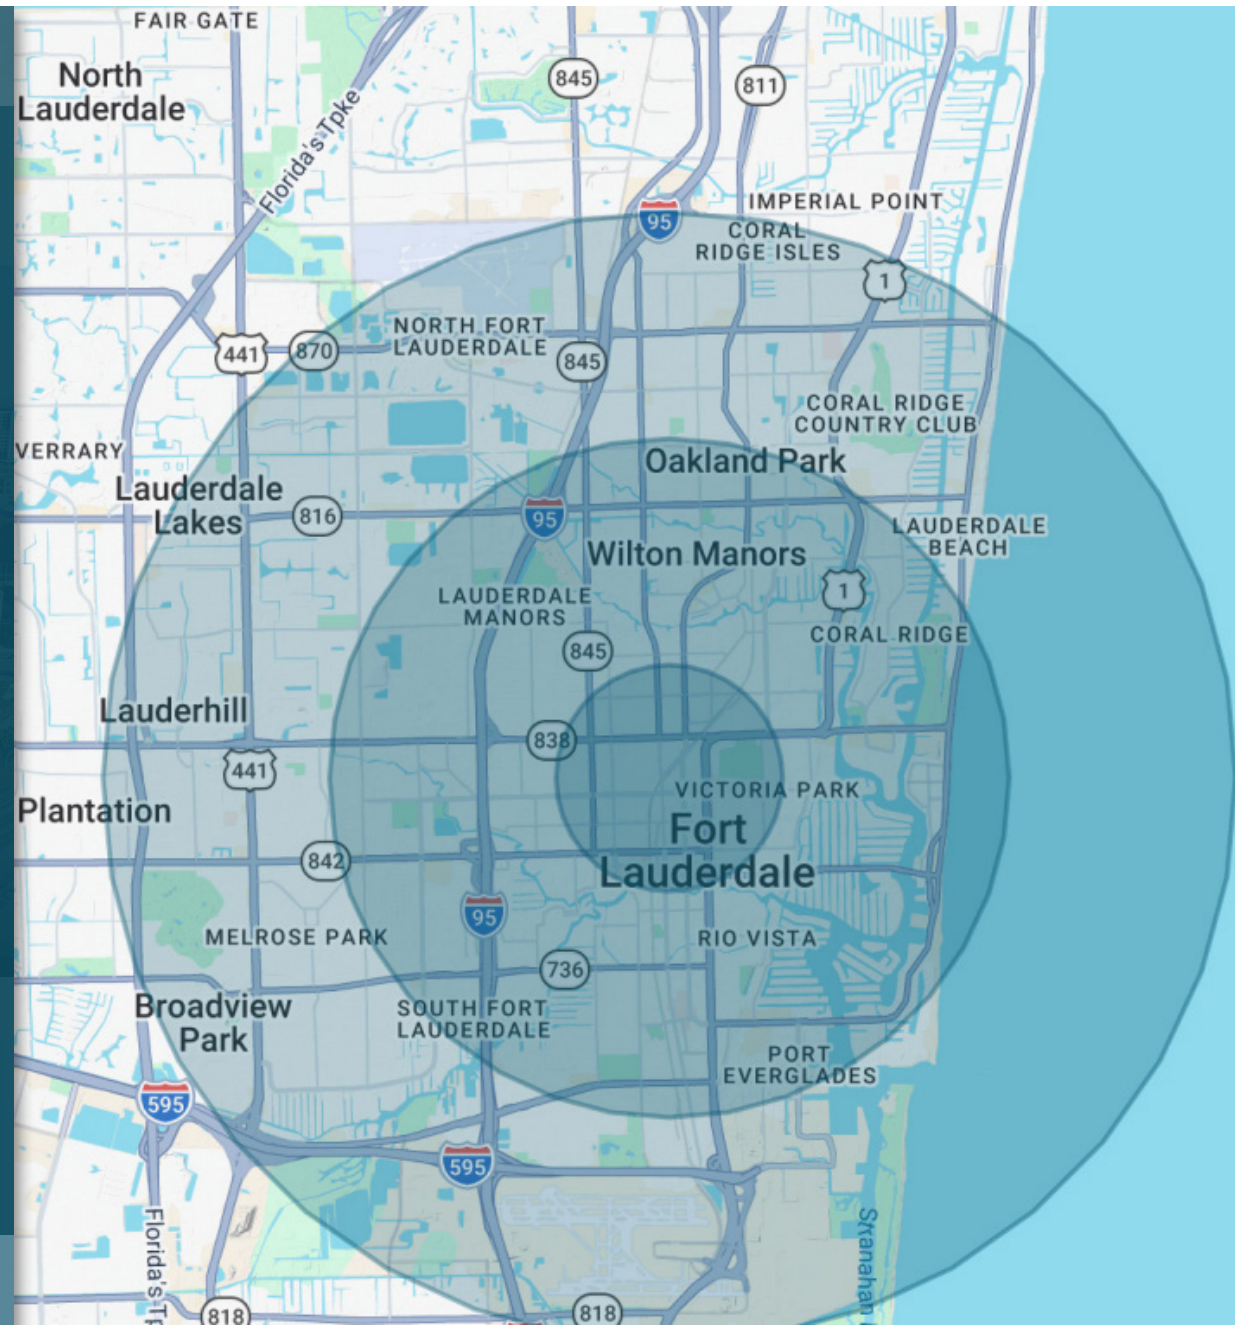 FAIR GATE
North
Lauderdale
845
811
Florida's Tpke
IMPERIAL POINT
95
CORAL
RIDGE ISLES
1
NORTH FORT
LAUDERDALE
441
870
845
CORAL RIDGE
COUNTRY CLUB
VERRARY
Oakland Park
Lauderdale
Lakes
816
95
LAUDERDALE
BEACH
Wilton Manors
LAUDERDALE
MANORS
1
CORAL RIDGE
845
Lauderhill
838
441
VICTORIA PARK
Plantation
Fort
Lauderdale
842
95
MELROSE PARK
RIO VISTA
736
Broadview
Park
SOUTH FORT
LAUDERDALE
PORT
EVERGLADES
595
595
Florida's Tp
Stranahan
818
818